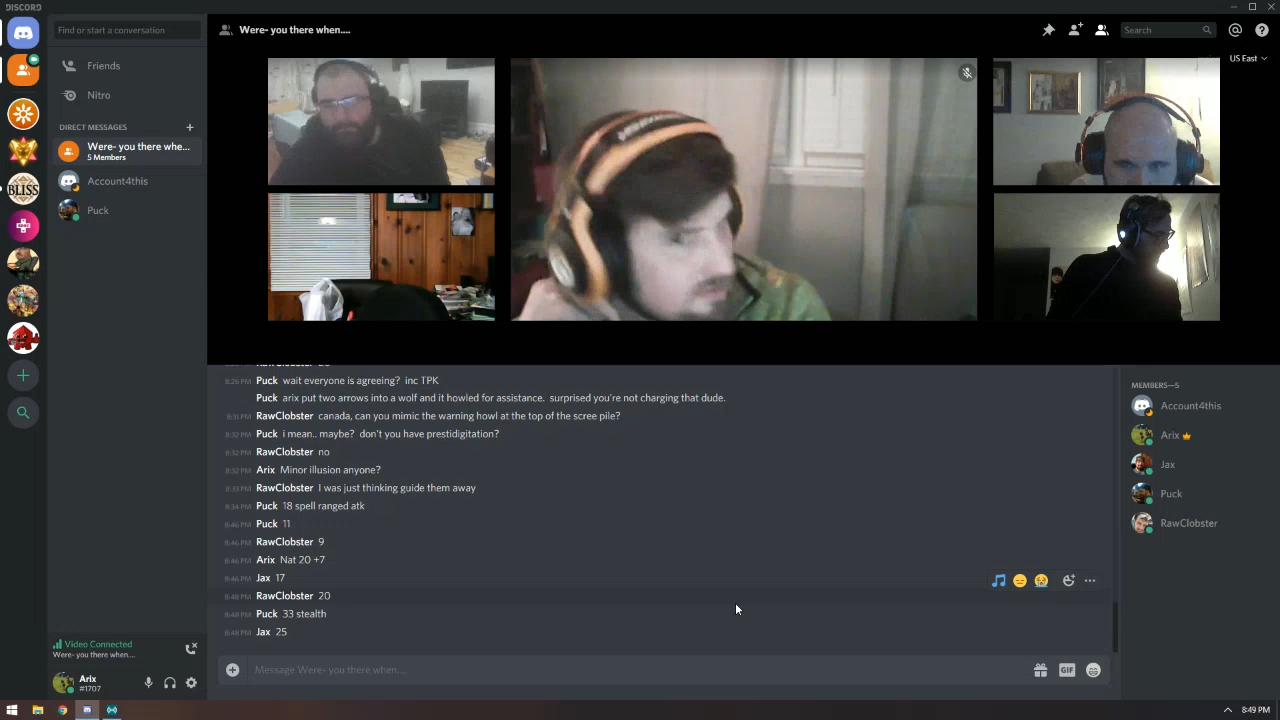 DISCORD
Find or start a conversation
Were- you there when....
Search
US East
Friends
Nitro
DIRECT MESSAGES
Were- you there whe...
5 Members
Account4this
Puck
BLISS
8:26 PM Puck wait everyone is agreeing? inc TPK
Puck arix put two arrows into a wolf and it howled for assistance. surprised you're not charging that dude.
8:31 PM RawClobster canada, can you mimic the warning howl at the top of the scree pile?
8:32 PM Puck i mean.. maybe? don't you have prestidigitation?
8:32 PM RawClobster no
8:32 PM Arix Minor illusion anyone?
8:33 PM RawClobster I was just thinking guide them away
8:34 PM Puck 18 spell ranged atk
8:46 PM Puck 11
8:46 PM RawClobster 9
8:46 PM Arix Nat 20 +7
8:46 PM Jax 17
8:48 PM RawClobster 20
8:48 PM Puck 33 stealth
8:48 PM Jax 25
Message Were- you there when....
GIF
MEMBERS—5
Account4this
Arix
Jax
Puck
RawClobster
Video Connected
Were- you there when....
Arix
#1707
8:49 PM